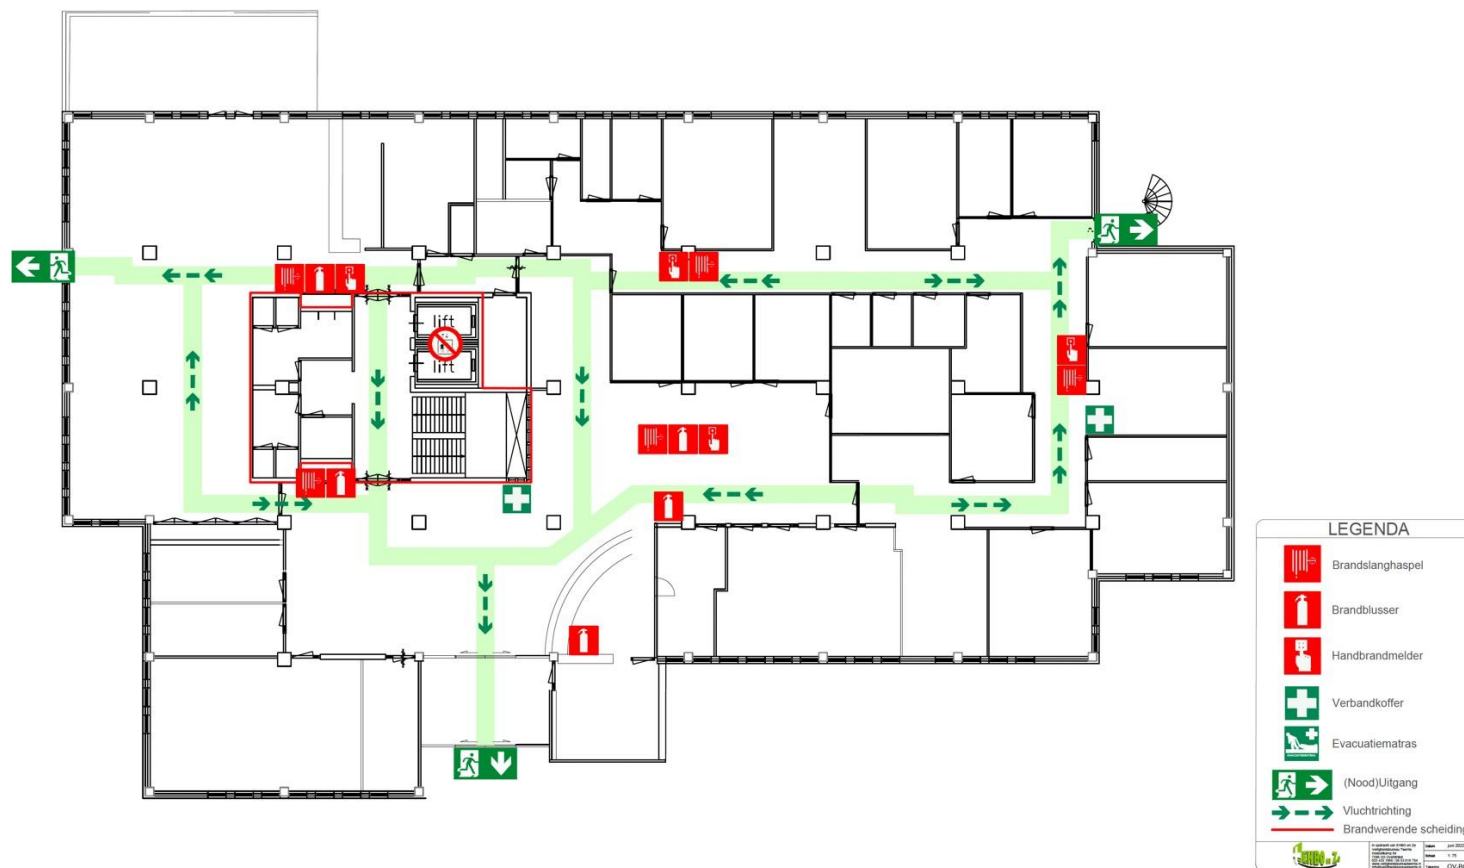 lift
lift
LEGENDA
Brandslanghaspel
Brandblusser
Handbrandmelder
Verbandkoffer
Evacuatiematras
(Nood)Uitgang
Vluchtrichting
Brandwerende scheiding